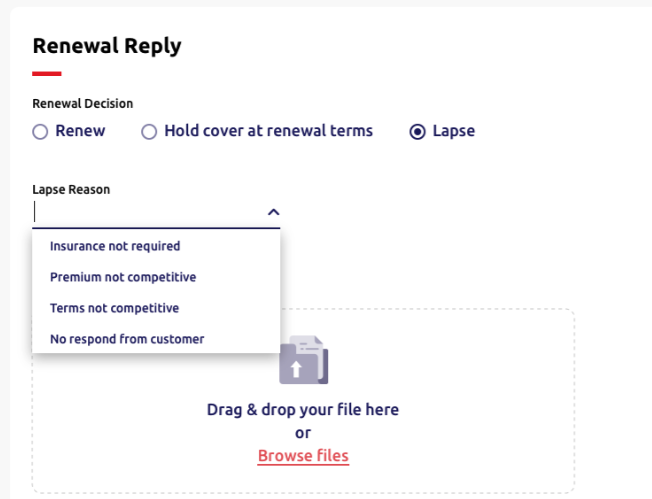 Renewal Reply
Renewal Decision
Renew Hold cover at renewal terms Lapse
Lapse Reason
Insurance not required
Premium not competitive
Terms not competitive
No respond from customer
Drag & drop your file here
or
Browse files